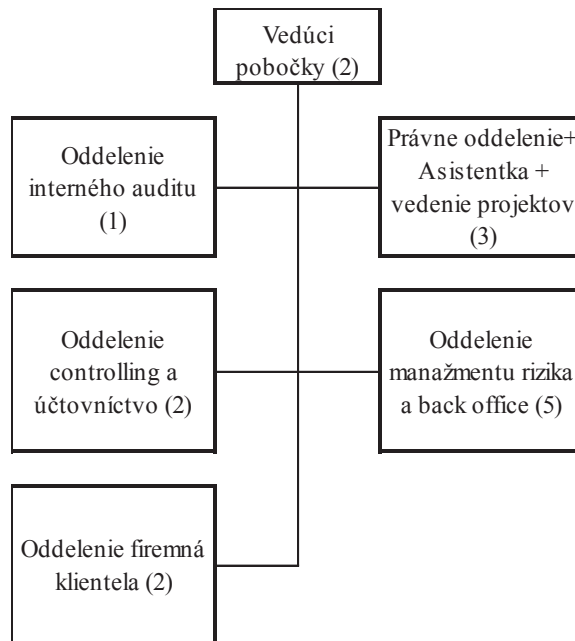 Vedúci
pobočky (2)
Oddelenie
interného auditu
(1)
Právne oddelenie+
Asistentka +
vedenie projektov
(3)
Oddelenie
controlling a
účtovníctvo (2)
Oddelenie
manažmentu rizika
a back office (5)
Oddelenie firemná
klientela (2)